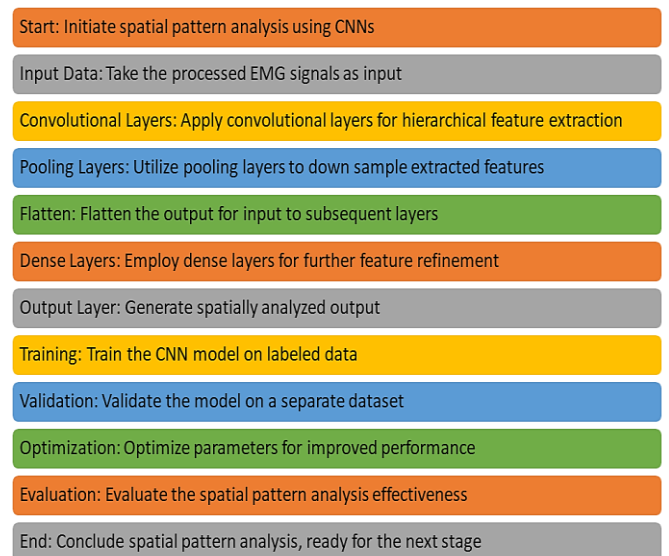 Start: Initiate spatial pattern analysis using CNNs
Input Data: Take the processed EMG signals as input
Convolutional Layers: Apply convolutional layers for hierarchical feature extraction
Pooling Layers: Utilize pooling layers to down sample extracted features
Flatten: Flatten the output for input to subsequent layers
Dense Layers: Employ dense layers for further feature refinement
Output Layer: Generate spatially analyzed output
Training: Train the CNN model on labeled data
Validation: Validate the model on a separate dataset
Optimization: Optimize parameters for improved performance
Evaluation: Evaluate the spatial pattern analysis effectiveness
End: Conclude spatial pattern analysis, ready for the next stage